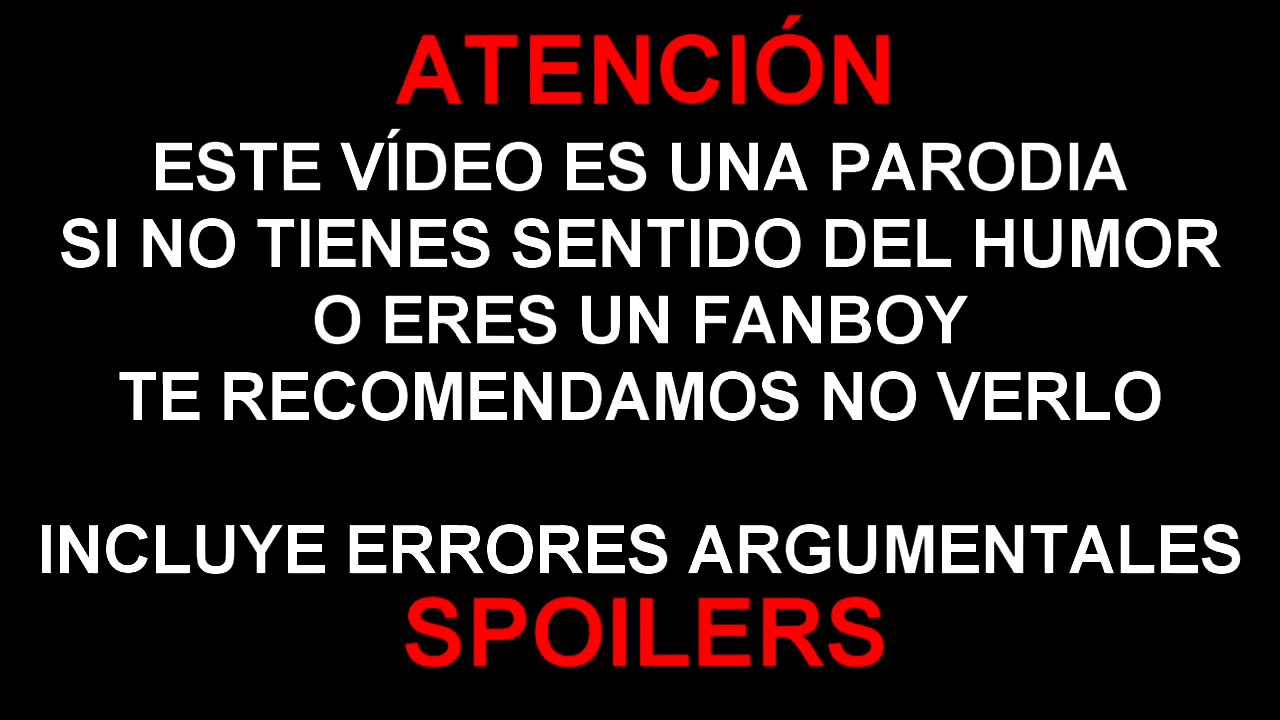 ATENCIÓN
ESTE VÍDEO ES UNA PARODIA
SI NO TIENES SENTIDO DEL HUMOR
O ERES UN FANBOY
TE RECOMENDAMOS NO VERLO
INCLUYE ERRORES ARGUMENTALES
SPOILERS